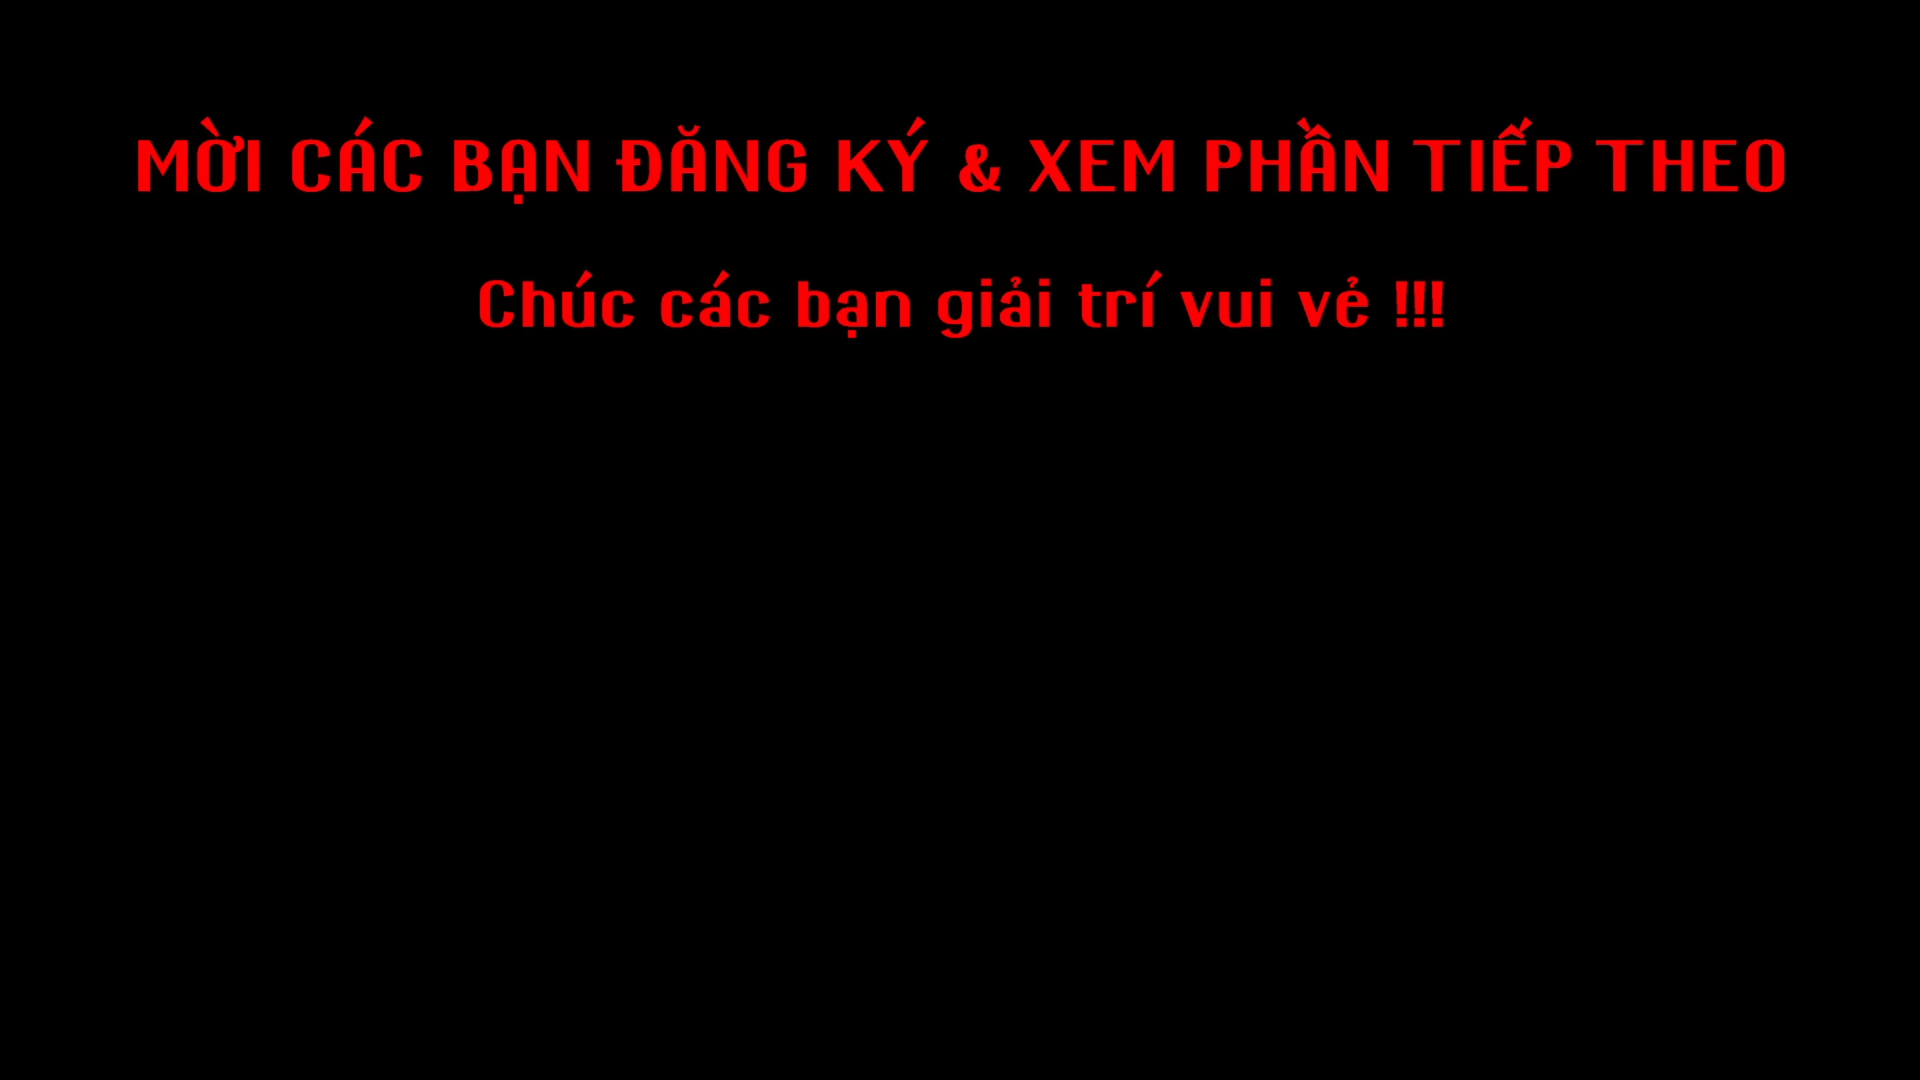 MỜI CÁC BẠN ĐĂNG KÝ & XEM PHẦN TIẾP THEO
Chúc các bạn giải trí vui vẻ !!!